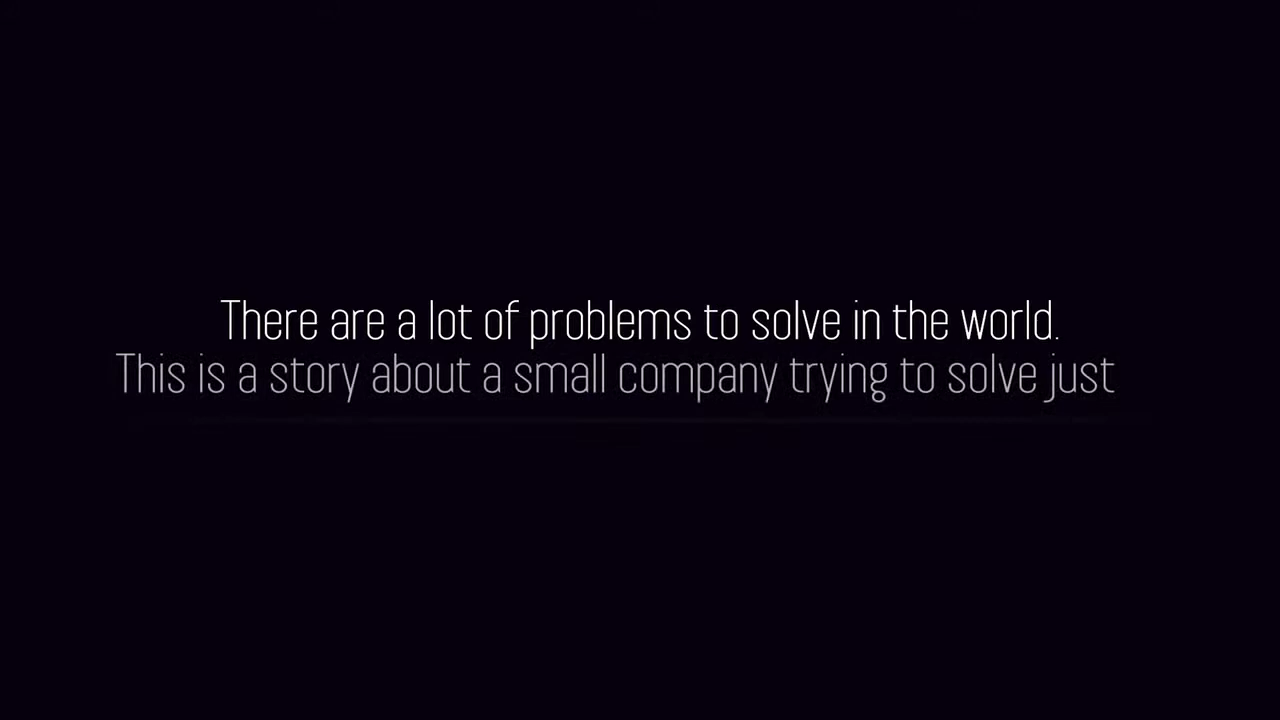 There are a lot of problems to solve in the world.
This is a story about a small company trying to solve just